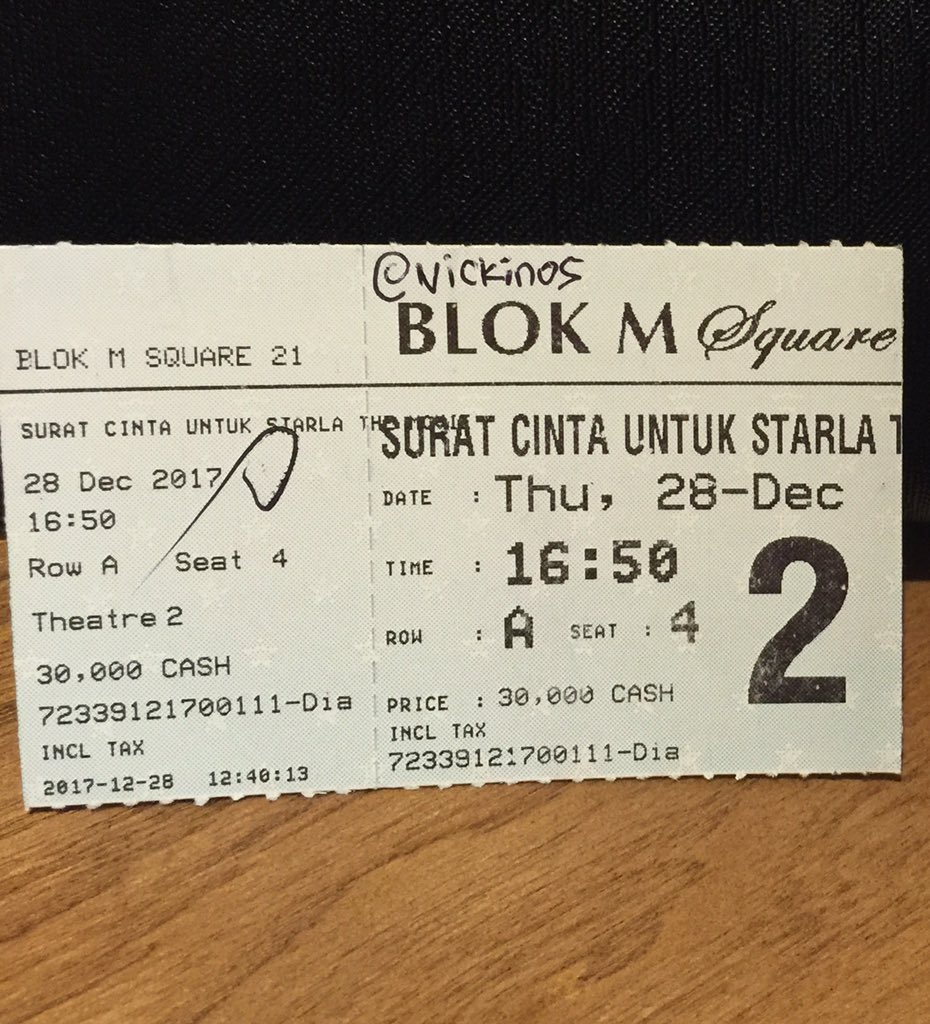 BLOK M SQUARE 21
SURAT CINTA UNTUK STARLA THE MOVIE
28 Dec 2017
16:50
Row A Seat 4
Theatre 2
30,000 CASH
72339121700111-Dia
INCL TAX
2017-12-28 12:40:13
@vickinos
BLOK M Square
SURAT CINTA UNTUK STARLA T
DATE : Thu, 28-Dec
TIME : 16:50
ROW : A SEAT : 4
2
PRICE : 30,000 CASH
INCL TAX
72339121700111-Dia